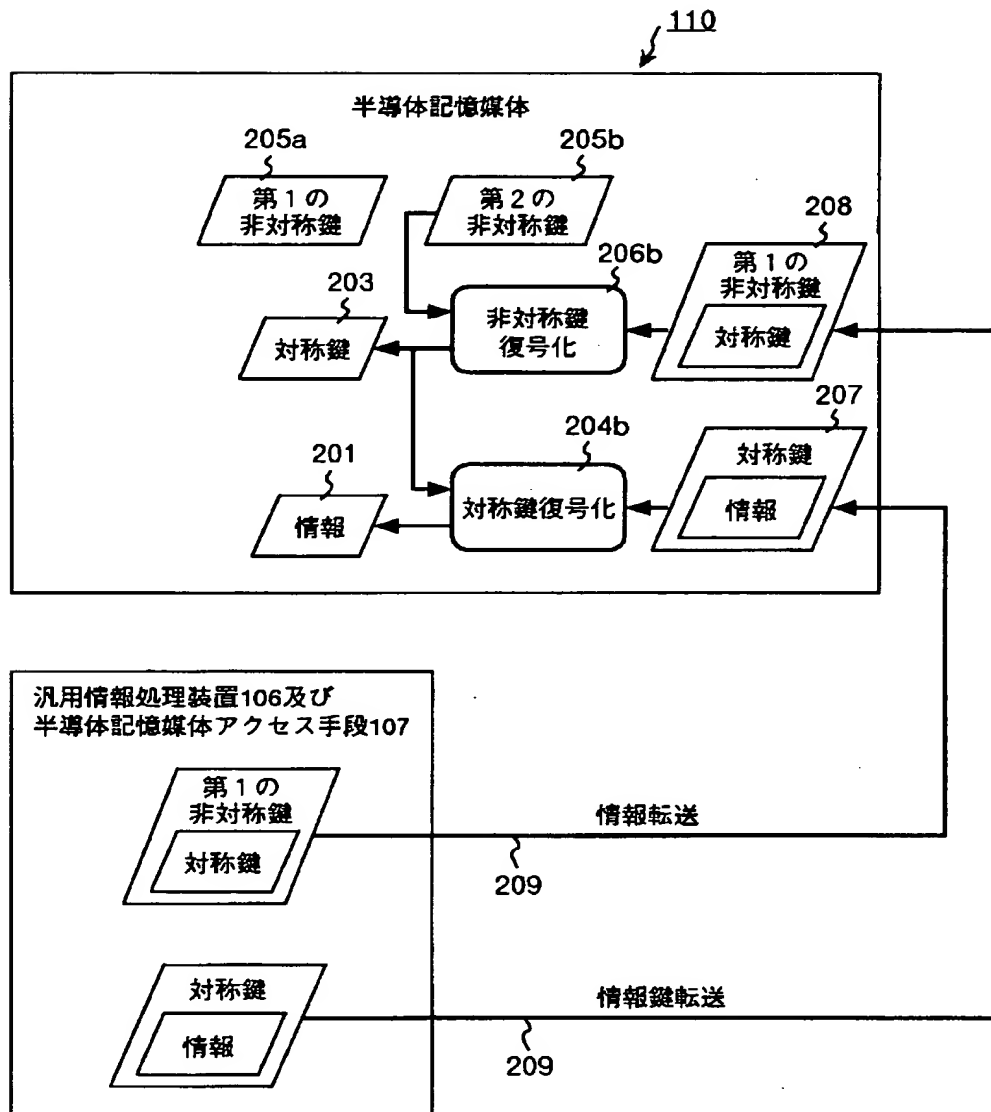 110
半導体記憶媒体
205a
205b
第1の
非対称鍵
第2の
非対称鍵
208
206b
第1の
非対称鍵
203
非対称鍵
復号化
対称鍵
対称鍵
207
204b
対称鍵
201
対称鍵復号化
情報
情報
汎用情報処理装置106及び
半導体記憶媒体アクセス手段107
第1の
非対称鍵
情報転送
対称鍵
209
対称鍵
情報鍵転送
情報
209